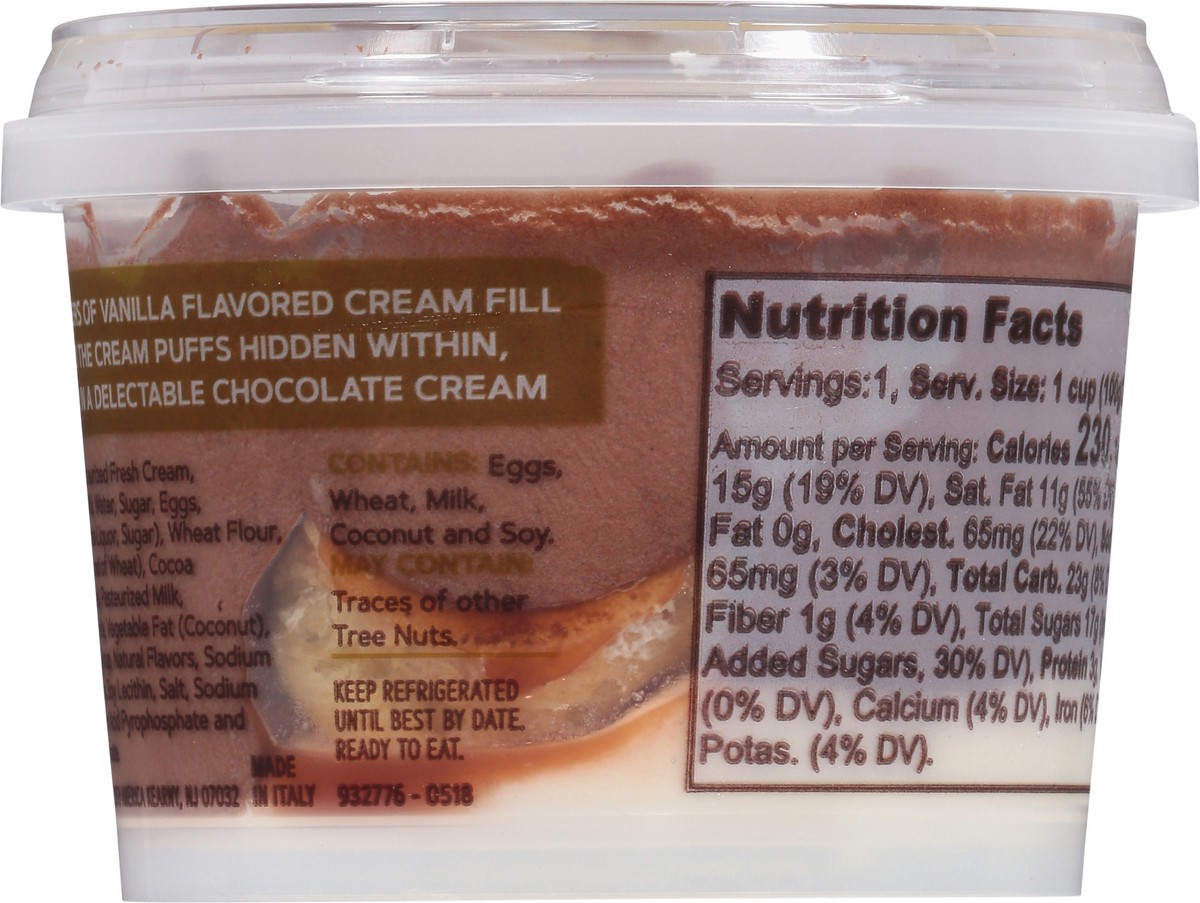 OF VANILLA FLAVORED CREAM FILL
THE CREAM PUFFS HIDDEN WITHIN,
A DELECTABLE CHOCOLATE CREAM
Fresh Cream,
Sugar, Eggs,
Sugar), Wheat Flour,
Wheat), Cocoa
Pasteurized Milk,
Vegetable Fat (Coconut),
Natural Flavors, Sodium
Lecithin, Salt, Sodium
Pyrophosphate and
KEARNY, NJ 07032
MADE
IN ITALY
CONTAINS: Eggs,
Wheat, Milk,
Coconut and Soy.
MAY CONTAIN:
Traces of other
Tree Nuts.
KEEP REFRIGERATED
UNTIL BEST BY DATE.
READY TO EAT.
932776 - 0518
Nutrition Facts
Servings:1, Serv. Size: 1 cup
Amount per Serving: Calories 230,
15g (19% DV), Sat. Fat 11g (55%
Fat 0g, Cholest. 65mg (22% DV),
65mg (3% DV), Total Carb. 23g
Fiber 1g (4% DV), Total Sugars 17g
Added Sugars, 30% DV), Protein
(0% DV), Calcium (4% DV), Iron (6%
Potas. (4% DV).